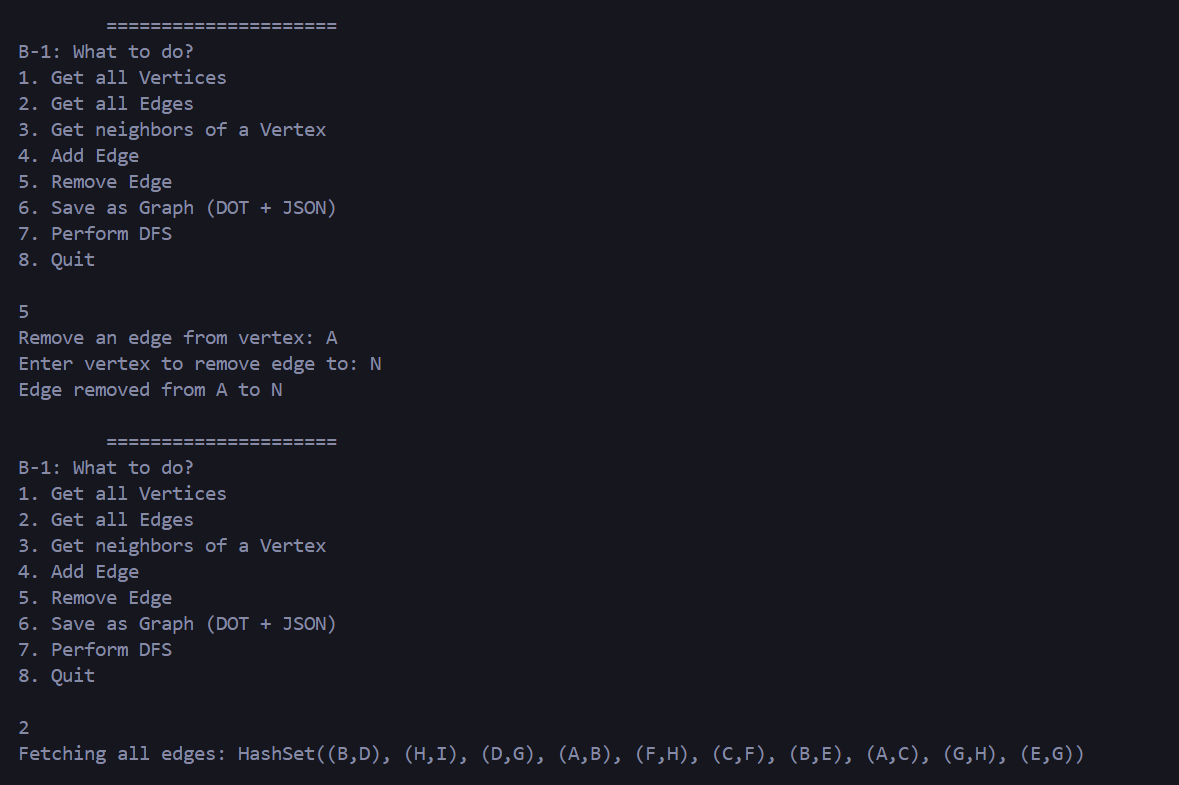 =====================
B-1: What to do?
1. Get all Vertices
2. Get all Edges
3. Get neighbors of a Vertex
4. Add Edge
5. Remove Edge
6. Save as Graph (DOT + JSON)
7. Perform DFS
8. Quit
5
Remove an edge from vertex: A
Enter vertex to remove edge to: N
Edge removed from A to N
=====================
B-1: What to do?
1. Get all Vertices
2. Get all Edges
3. Get neighbors of a Vertex
4. Add Edge
5. Remove Edge
6. Save as Graph (DOT + JSON)
7. Perform DFS
8. Quit
2
Fetching all edges: HashSet((B,D), (H,I), (D,G), (A,B), (F,H), (C,F), (B,E), (A,C), (G,H), (E,G))